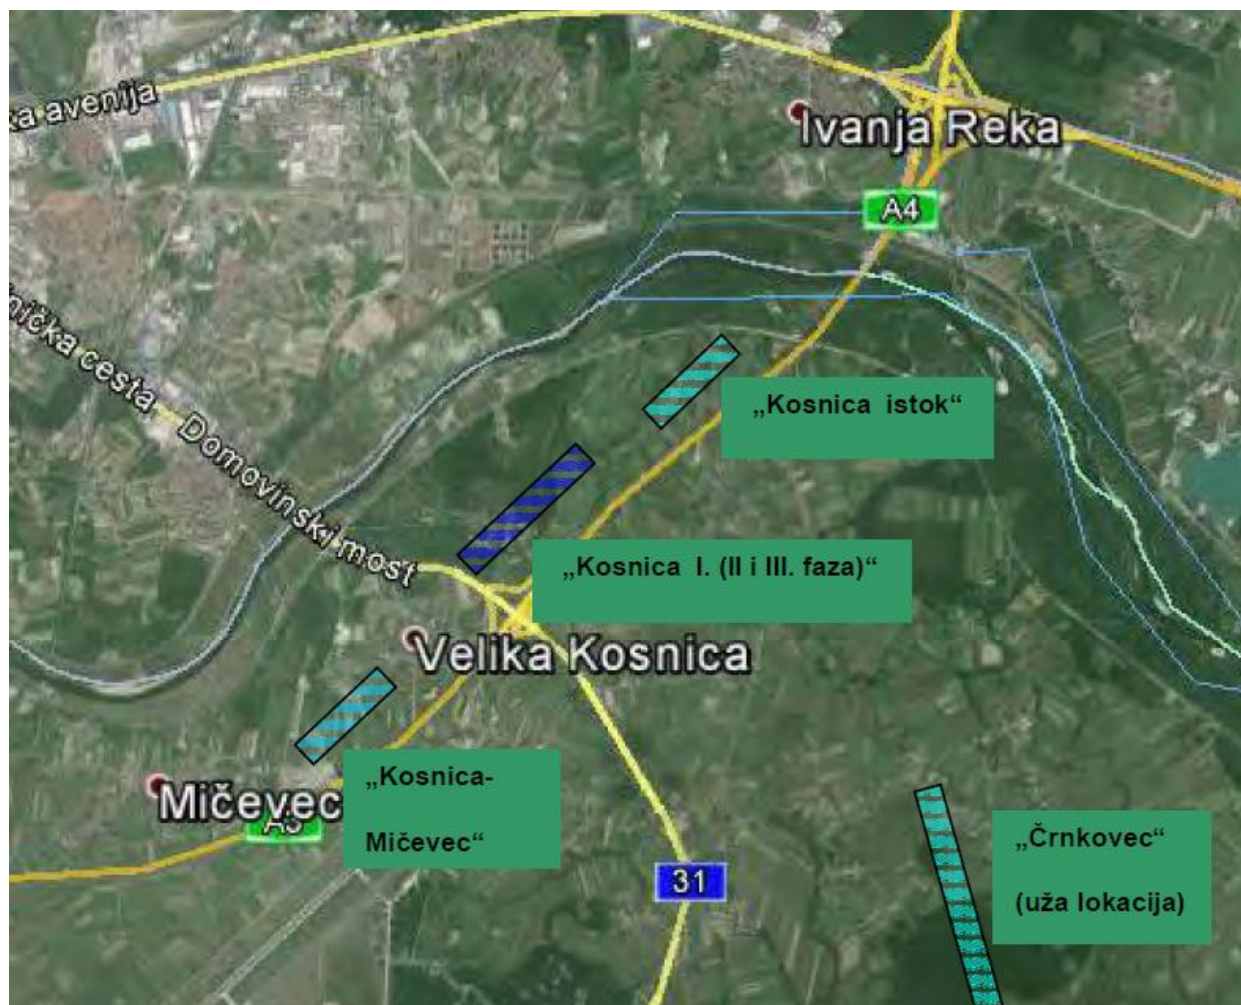 ka avenija
Ivanja Reka
A4
nička cesta
Domovinski most
„Kosnica istok“
„Kosnica I. (II i III. faza)“
Velika Kosnica
„Kosnica-
Mičevec“
Mičevec
A3
31
„Črnkovec“
(uža lokacija)